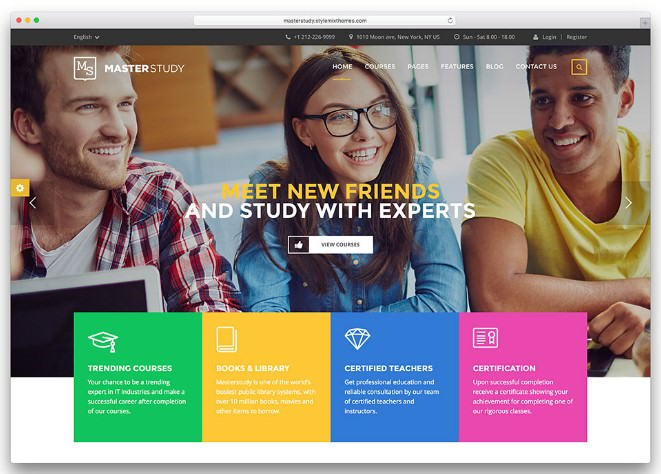 masterstudy.stylemixthemes.com
English
+1 212-226-9999
1010 Moon ave, New York, NY US
Sun - Sat 8.00 - 18.00
Login | Register
MS MASTERSTUDY
HOME COURSES PAGES FEATURES BLOG CONTACT US
MEET NEW FRIENDS
AND STUDY WITH EXPERTS
VIEW COURSES
TRENDING COURSES
Your chance to be a trending
expert in IT industries and make a
successful career after completion
of our courses.
BOOKS & LIBRARY
Masterstudy is one of the world's
busiest public library systems, with
over 10 million books, movies and
other items to borrow.
CERTIFIED TEACHERS
Get professional education and
reliable consultation by our team
of certified teachers and
instructors.
CERTIFICATION
Upon successful completion
receive a certificate showing your
achievement for completing one of
our rigorous classes.